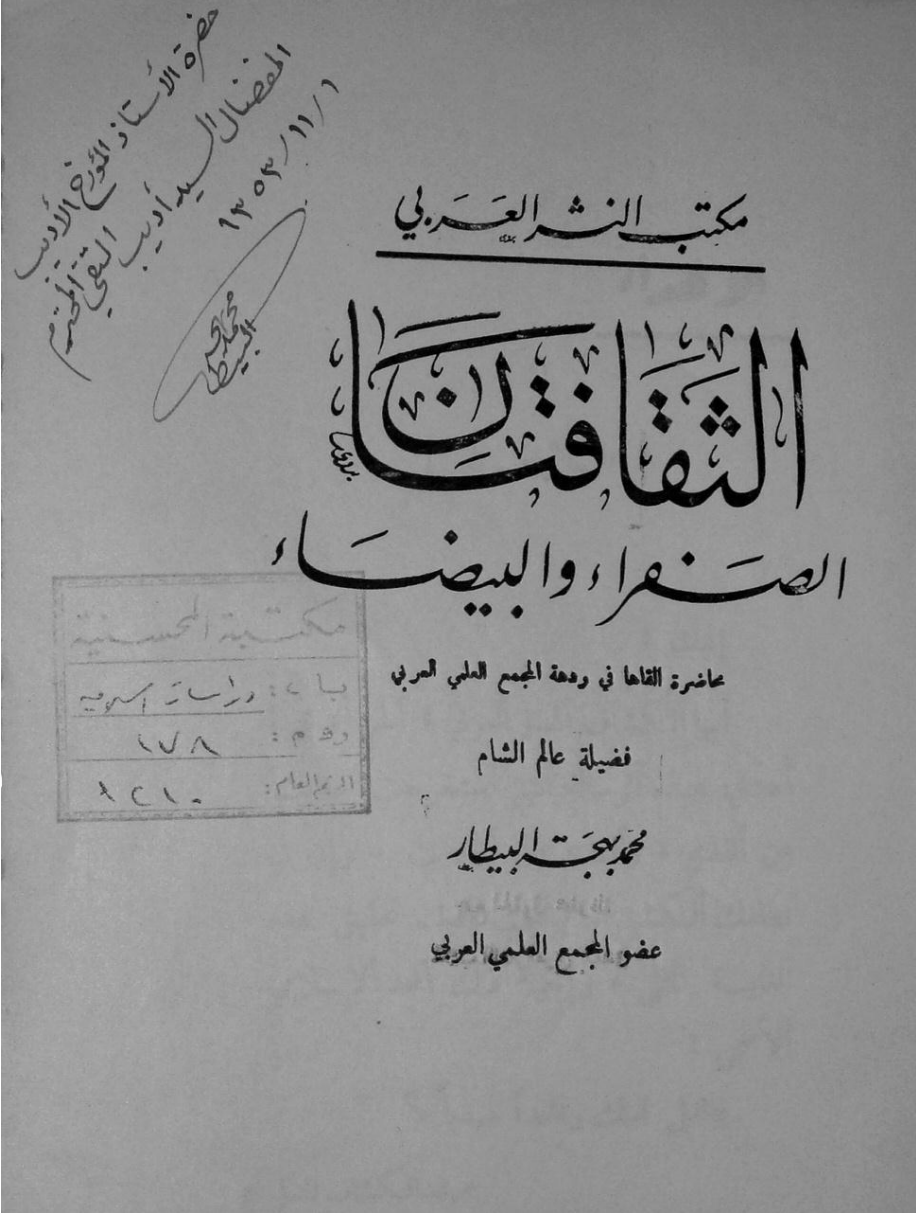 حضرة الأستاذ المؤرخ الأديب
المفضال السيد أديب التقي المحترم
١٣٥٣/١١/١
محمد بهجة
البيطار
مكتب النشر العربي
الثقافتان
بدوي
الصفراء والبيضاء
محاضرة القاها في ردهة المجمع العلمي العربي
فضيلة عالم الشام
محمد بهجة البيطار
عضو المجمع العلمي العربي
مكتبة المحسنية
باب: دراسات إسلامية
رقم: ١٧٨
الرقم العام: